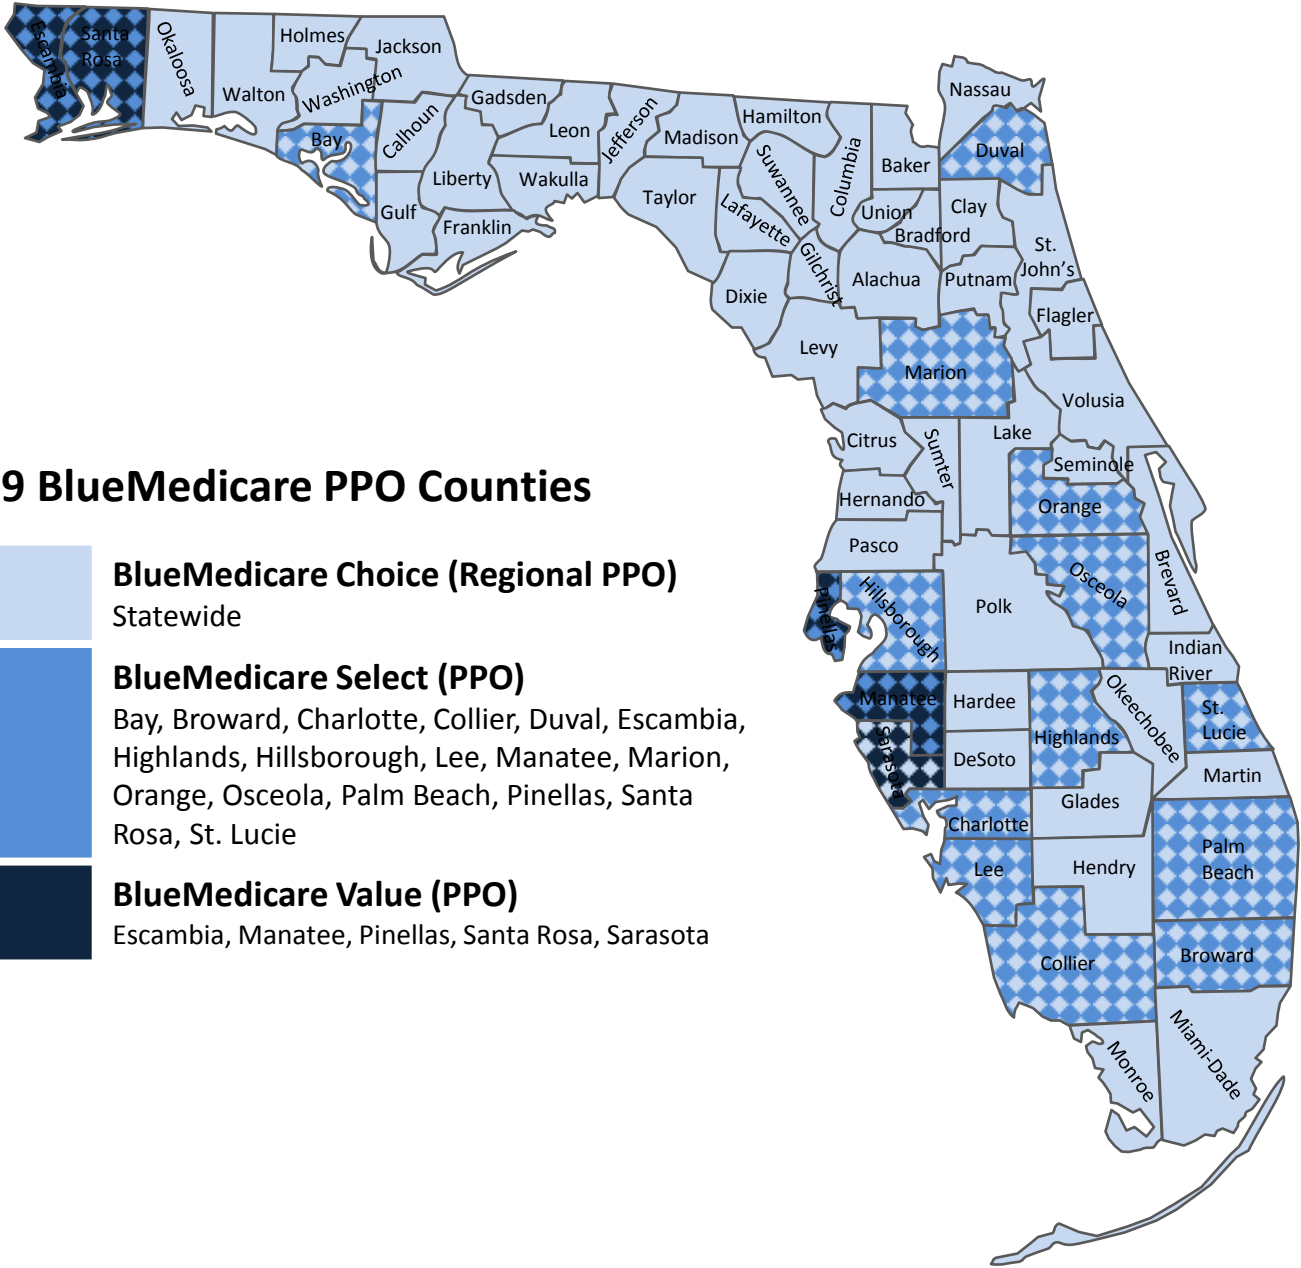 Escambia
Santa
Rosa
Okaloosa
Walton
Holmes
Washington
Jackson
Bay
Calhoun
Gulf
Liberty
Gadsden
Franklin
Leon
Wakulla
Jefferson
Madison
Taylor
Hamilton
Suwannee
Lafayette
Dixie
Columbia
Gilchrist
Baker
Union
Bradford
Alachua
Levy
Nassau
Duval
Clay
Putnam
St.
John's
Flagler
Marion
Volusia
Citrus
Sumter
Lake
Seminole
Hernando
Orange
Pasco
Pinellas
Hillsborough
Polk
Osceola
Brevard
Indian
River
Manatee
Hardee
Highlands
Okeechobee
St.
Lucie
Sarasota
DeSoto
Martin
Charlotte
Glades
Lee
Hendry
Palm
Beach
Collier
Broward
Monroe
Miami-Dade
9 BlueMedicare PPO Counties
BlueMedicare Choice (Regional PPO)
Statewide
BlueMedicare Select (PPO)
Bay, Broward, Charlotte, Collier, Duval, Escambia,
Highlands, Hillsborough, Lee, Manatee, Marion,
Orange, Osceola, Palm Beach, Pinellas, Santa
Rosa, St. Lucie
BlueMedicare Value (PPO)
Escambia, Manatee, Pinellas, Santa Rosa, Sarasota